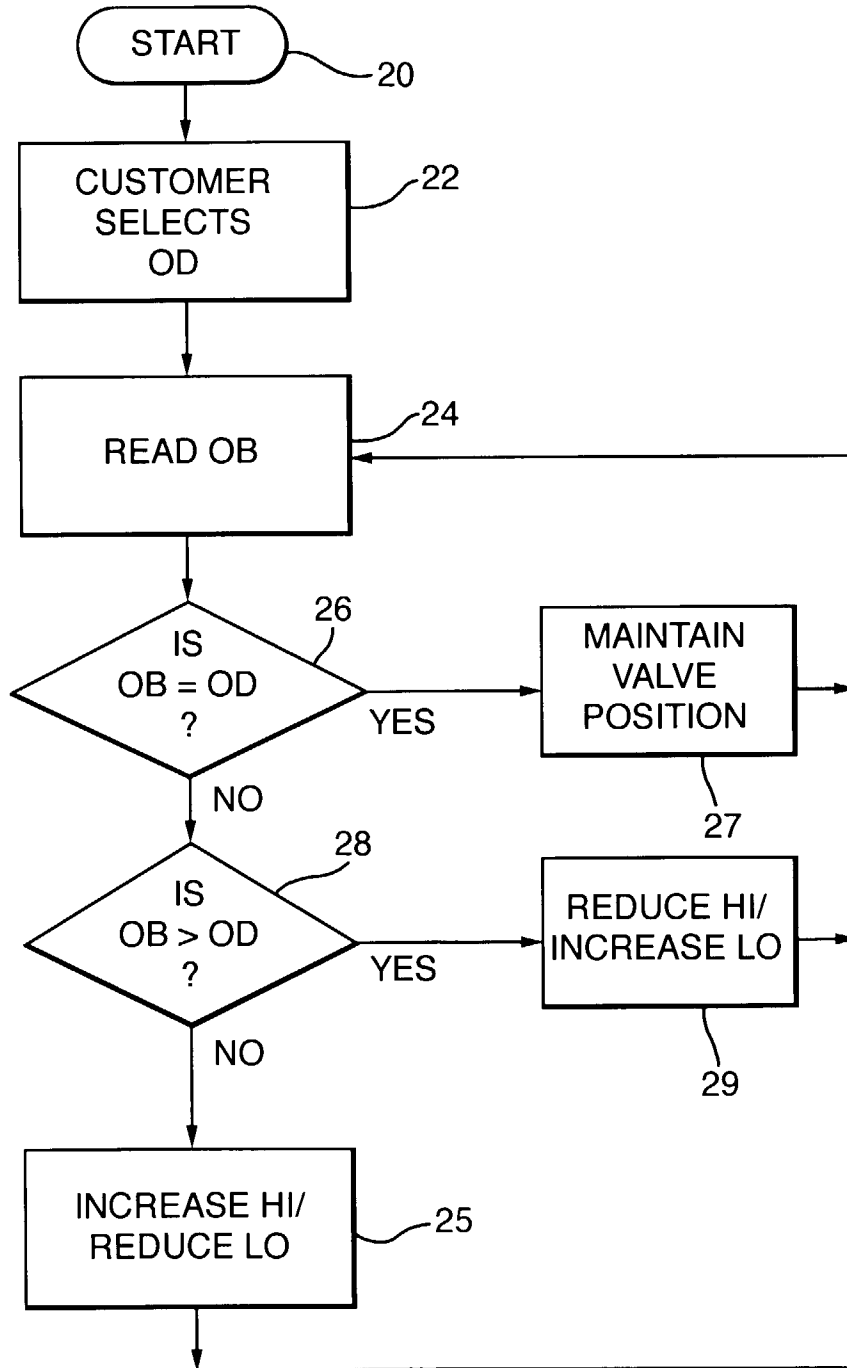 START
20
CUSTOMER
SELECTS
OD
22
READ OB
24
IS
OB = OD
?
26
YES
MAINTAIN
VALVE
POSITION
27
NO
IS
OB > OD
?
28
YES
REDUCE HI/
INCREASE LO
29
NO
INCREASE HI/
REDUCE LO
25